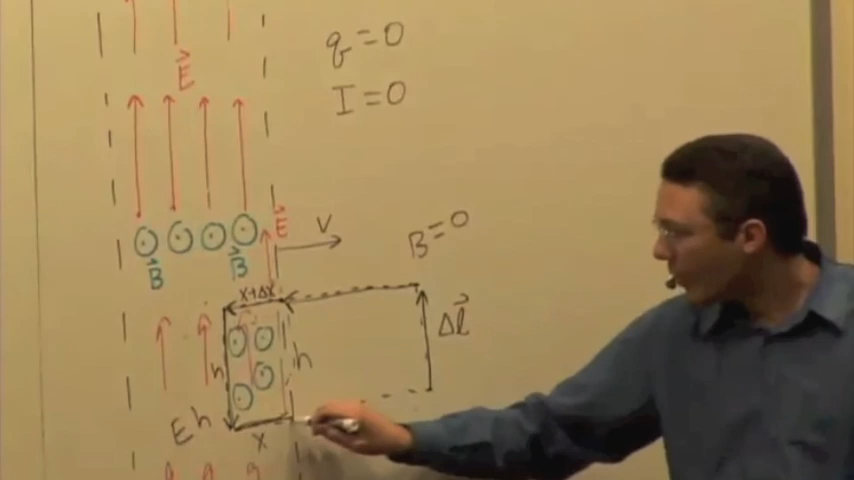 q=0
E⃗
I=0
E⃗
V
B=0
B⃗
B⃗
x+Δx
Δl⃗
h
h
Eh
x